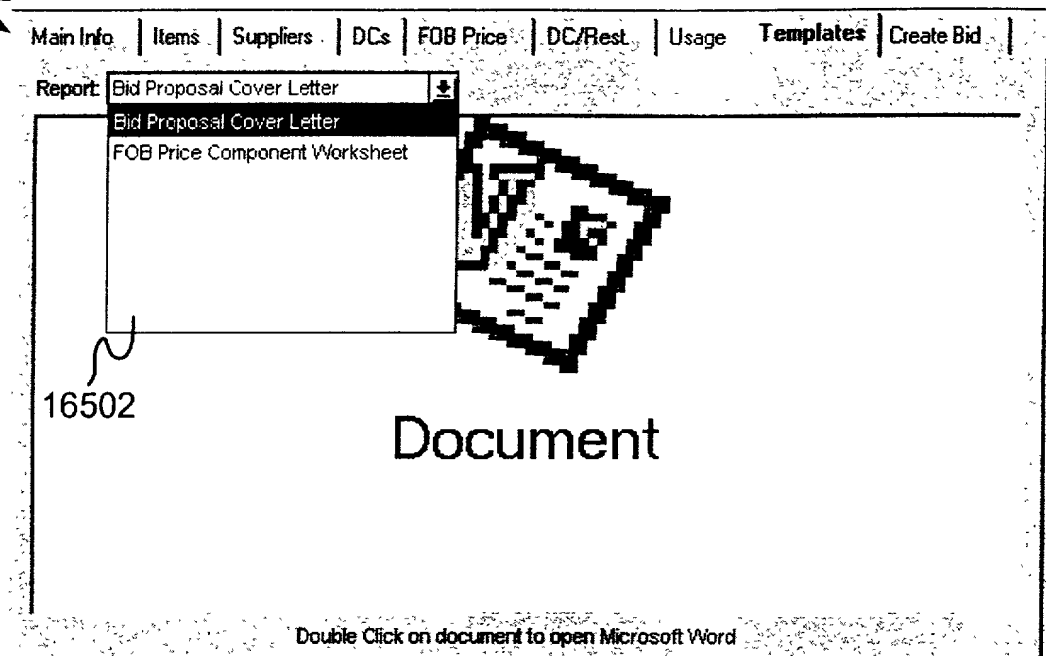 Main Info Items Suppliers DCs FOB Price DC/Rest. Usage Templates Create Bid
Report: Bid Proposal Cover Letter
Bid Proposal Cover Letter
FOB Price Component Worksheet
16502
Document
Double Click on document to open Microsoft Word